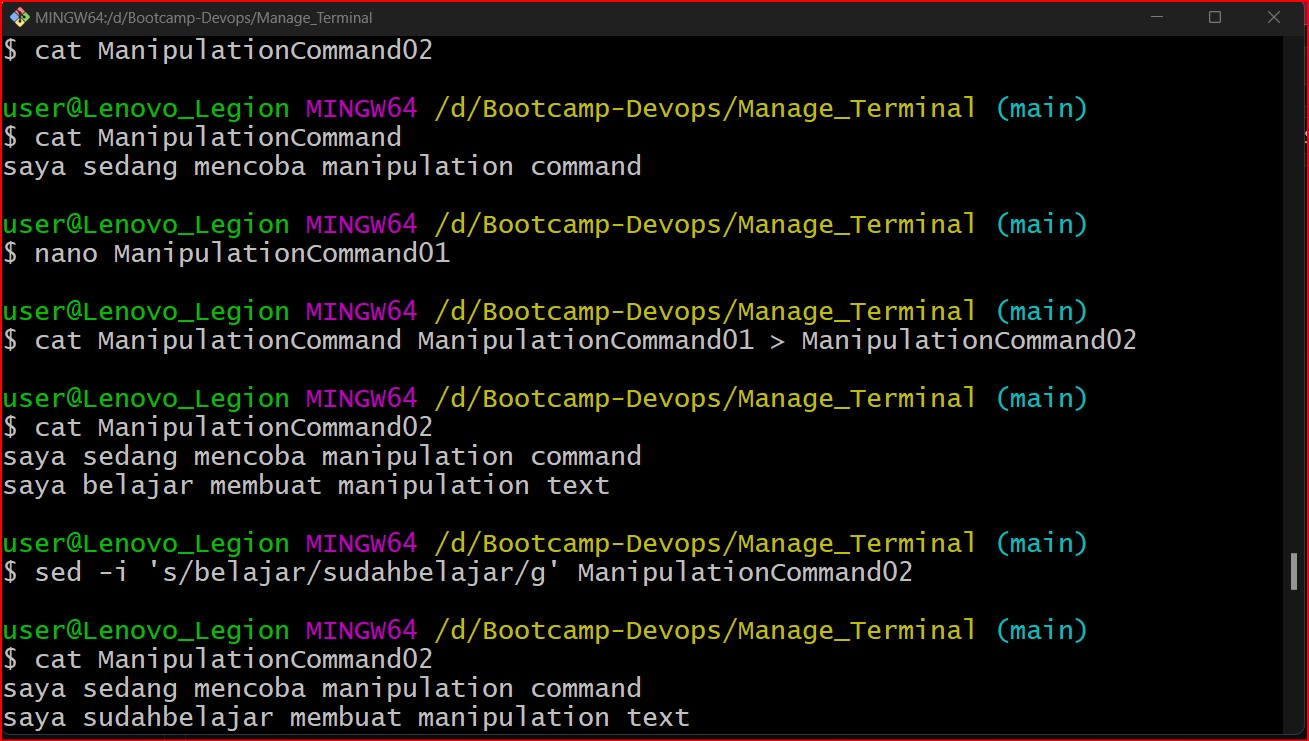 MINGW64:/d/Bootcamp-Devops/Manage_Terminal
$ cat ManipulationCommand02
user@Lenovo_Legion MINGW64 /d/Bootcamp-Devops/Manage_Terminal (main)
$ cat ManipulationCommand
saya sedang mencoba manipulation command
user@Lenovo_Legion MINGW64 /d/Bootcamp-Devops/Manage_Terminal (main)
$ nano ManipulationCommand01
user@Lenovo_Legion MINGW64 /d/Bootcamp-Devops/Manage_Terminal (main)
$ cat ManipulationCommand ManipulationCommand01 > ManipulationCommand02
user@Lenovo_Legion MINGW64 /d/Bootcamp-Devops/Manage_Terminal (main)
$ cat ManipulationCommand02
saya sedang mencoba manipulation command
saya belajar membuat manipulation text
user@Lenovo_Legion MINGW64 /d/Bootcamp-Devops/Manage_Terminal (main)
$ sed -i 's/belajar/sudahbelajar/g' ManipulationCommand02
user@Lenovo_Legion MINGW64 /d/Bootcamp-Devops/Manage_Terminal (main)
$ cat ManipulationCommand02
saya sedang mencoba manipulation command
saya sudahbelajar membuat manipulation text